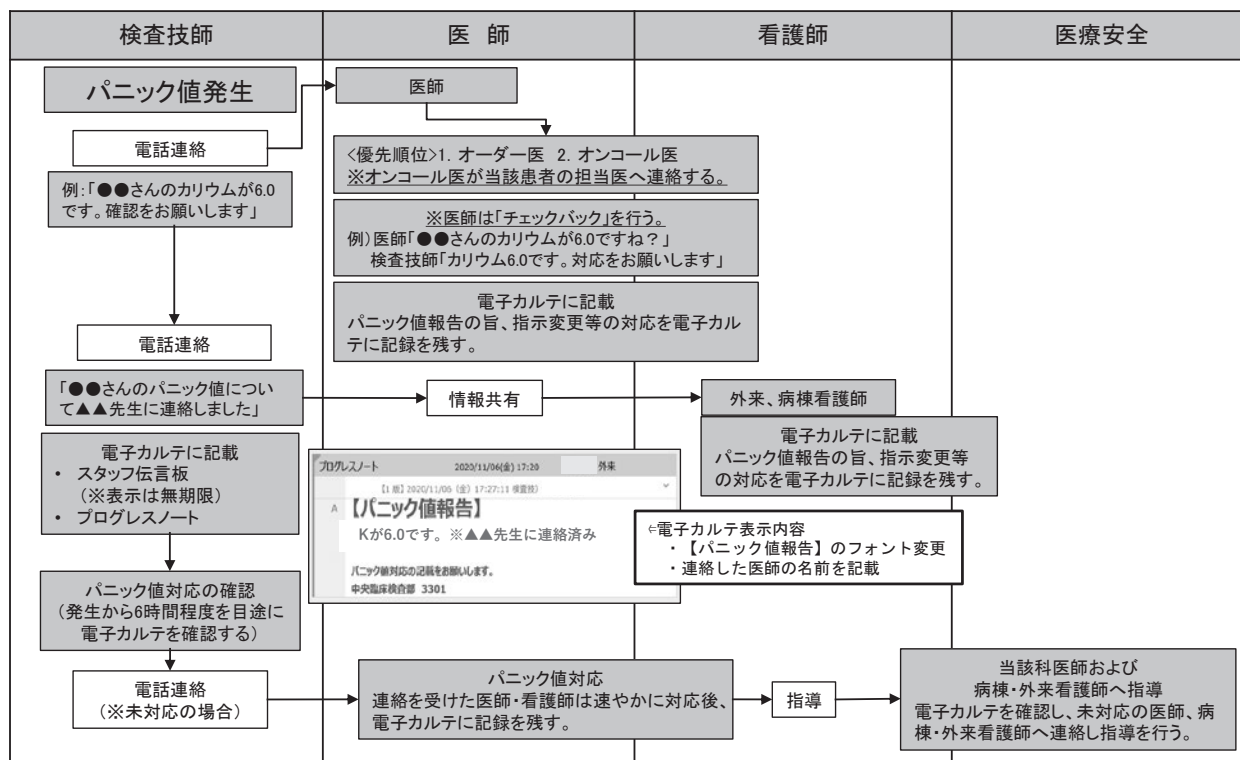 検査技師
医 師
看護師
医療安全
パニック値発生
医師
電話連絡
<優先順位>1. オーダー医 2. オンコール医
※オンコール医が当該患者の担当医へ連絡する。
例:「●●さんのカリウムが6.0
です。確認をお願いします」
※医師は「チェックバック」を行う。
例)医師「●●さんのカリウムが6.0ですね？」
検査技師「カリウム6.0です。対応をお願いします」
電子カルテに記載
パニック値報告の旨、指示変更等の対応を電子カル
テに記録を残す。
電話連絡
「●●さんのパニック値につい
て▲▲先生に連絡しました」
情報共有
外来、病棟看護師
電子カルテに記載
・ スタッフ伝言板
(※表示は無期限)
・ プログレスノート
電子カルテに記載
パニック値報告の旨、指示変更等
の対応を電子カルテに記録を残す。
プログレスノート 2020/11/06(金) 17:20 外来
【1 版】2020/11/06 (金) 17:27:11 検査技)
A 【パニック値報告】
Kが6.0です。※▲▲先生に連絡済み
パニック値対応の記載をお願いします。
中央臨床検査部 3301
⇐電子カルテ表示内容
・【パニック値報告】のフォント変更
・連絡した医師の名前を記載
パニック値対応の確認
(発生から6時間程度を目途に
電子カルテを確認する)
電話連絡
(※未対応の場合)
パニック値対応
連絡を受けた医師・看護師は速やかに対応後、
電子カルテに記録を残す。
指導
当該科医師および
病棟・外来看護師へ指導
電子カルテを確認し、未対応の医師、病
棟・外来看護師へ連絡し指導を行う。